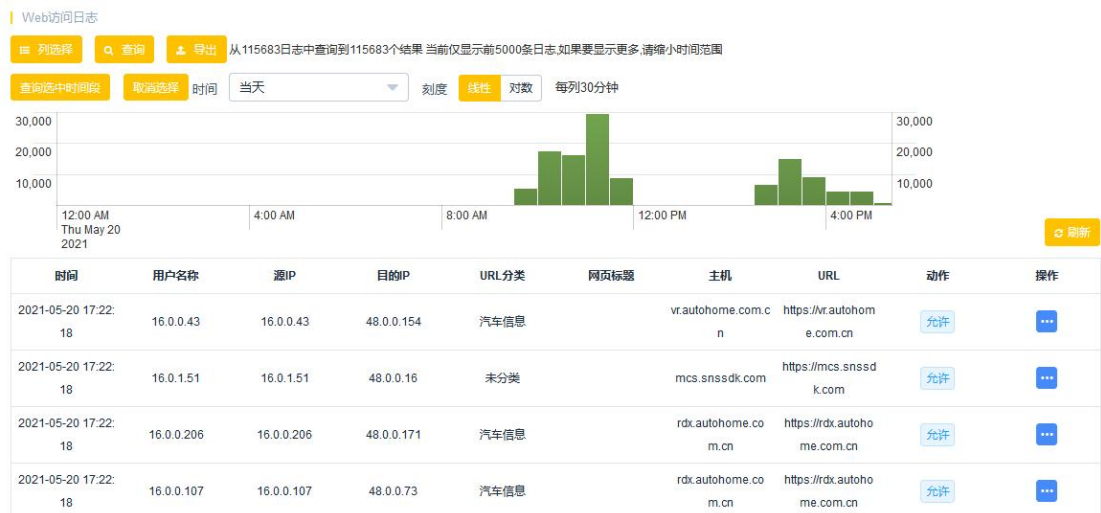 Web访问日志
列选择 查询 导出 从115683日志中查询到115683个结果 当前仅显示前5000条日志,如果要显示更多,请缩小时间范围
查询选中时间段 取消选择 时间 当天 刻度 线性 对数 每列30分钟
30,000 30,000
20,000 20,000
10,000 10,000
12:00 AM 4:00 AM 8:00 AM 12:00 PM 4:00 PM
Thu May 20
2021
刷新
时间 用户名称 源IP 目的IP URL分类 网页标题 主机 URL 动作 操作
2021-05-20 17:22: vr.autohome.com.c https://vr.autohom
16.0.0.43 16.0.0.43 48.0.0.154 汽车信息 允许
18 n e.com.cn
2021-05-20 17:22: https://mcs.snssd
16.0.1.51 16.0.1.51 48.0.0.16 未分类 mcs.snssdk.com 允许
18 k.com
2021-05-20 17:22: rdx.autohome.co https://rdx.autoho
16.0.0.206 16.0.0.206 48.0.0.171 汽车信息 允许
18 m.cn me.com.cn
2021-05-20 17:22: rdx.autohome.co https://rdx.autoho
16.0.0.107 16.0.0.107 48.0.0.73 汽车信息 允许
18 m.cn me.com.cn